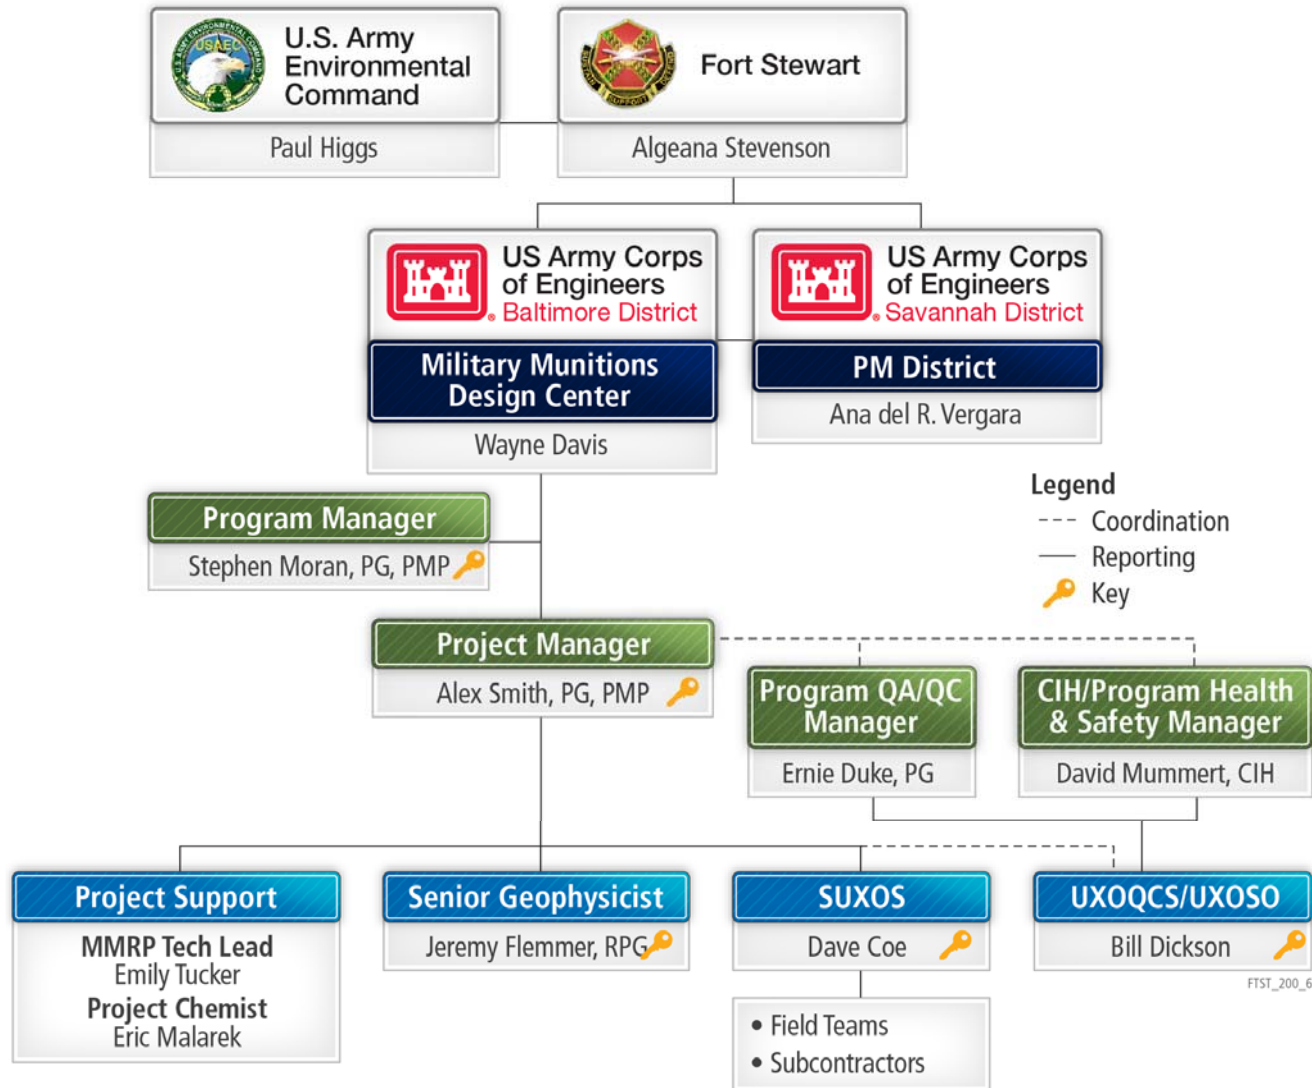 USAEC
U.S. Army
Environmental
Command
Paul Higgs
Fort Stewart
SUPPORT
Algeana Stevenson
US Army Corps
of Engineers
® Baltimore District
Military Munitions
Design Center
Wayne Davis
US Army Corps
of Engineers
® Savannah District
PM District
Ana del R. Vergara
Legend
Coordination
Reporting
Key
Program Manager
Stephen Moran, PG, PMP
Project Manager
Alex Smith, PG, PMP
Program QA/QC
Manager
Ernie Duke, PG
CIH/Program Health
& Safety Manager
David Mummert, CIH
Project Support
MMRP Tech Lead
Emily Tucker
Project Chemist
Eric Malarek
Senior Geophysicist
Jeremy Flemmer, RPG
SUXOS
Dave Coe
• Field Teams
• Subcontractors
UXOQCS/UXOSO
Bill Dickson
FTST_200_6